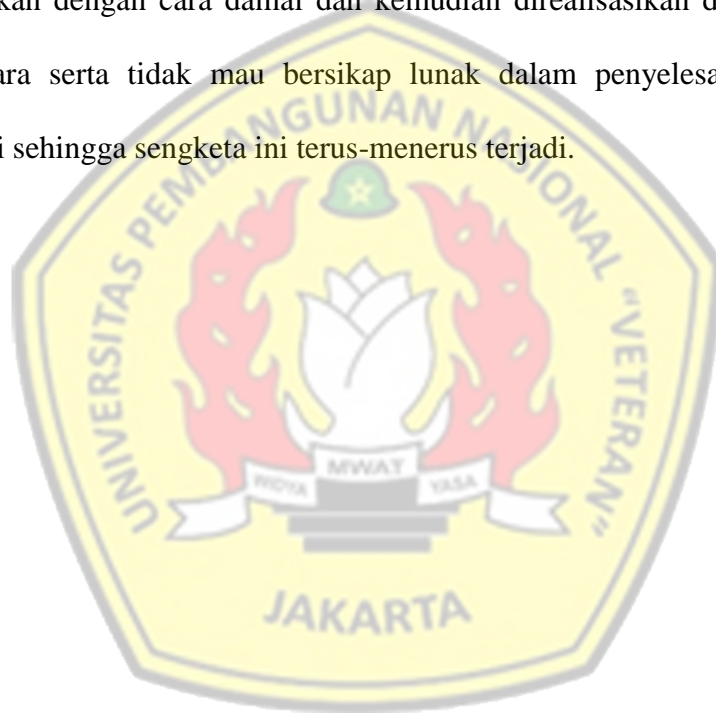 kan dengan cara damai dan kemudian direalisasikan d
ara serta tidak mau bersikap lunak dalam penyelesa
i sehingga sengketa ini terus-menerus terjadi.
UNIVERSITAS PEMBANGUNAN NASIONAL "VETERAN"
WIDYA MWAT YASA
JAKARTA